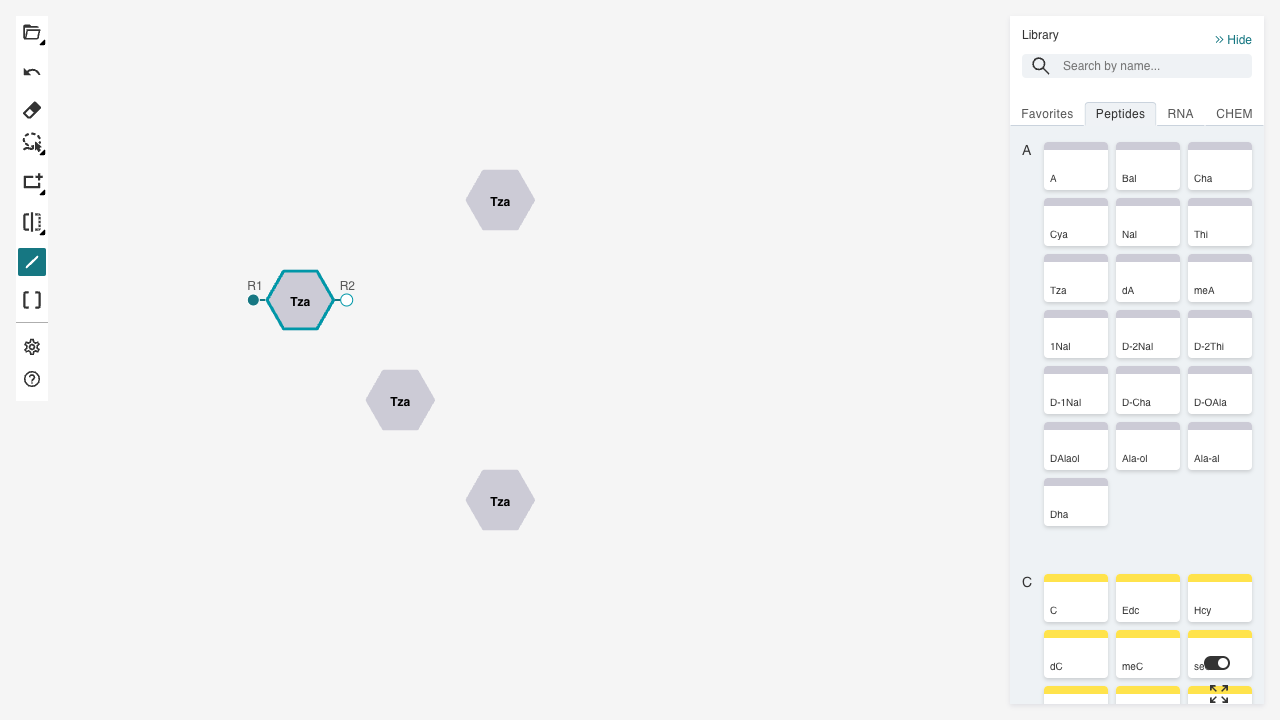 Library
Hide
Search by name...
Favorites Peptides RNA CHEM
A
A Bal Cha
Cya Nal Thi
Tza dA meA
1Nal D-2Nal D-2Thi
D-1Nal D-Cha D-OAla
DAlaol Ala-ol Ala-al
Dha
C
C Edc Hcy
dC meC
Tza
R1 R2
Tza
Tza
Tza